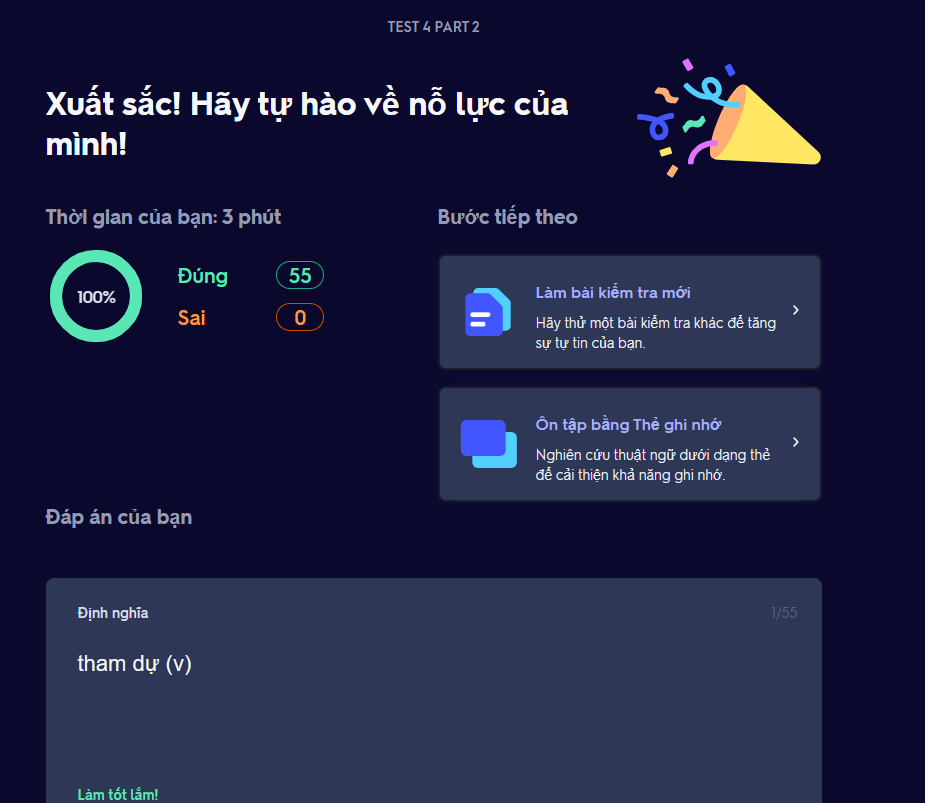 TEST 4 PART 2
Xuất sắc! Hãy tự hào về nỗ lực của
mình!
Thời gian của bạn: 3 phút
100%
Đúng 55
Sai 0
Bước tiếp theo
Làm bài kiểm tra mới
Hãy thử một bài kiểm tra khác để tăng
sự tự tin của bạn.
Ôn tập bằng Thẻ ghi nhớ
Nghiên cứu thuật ngữ dưới dạng thẻ
để cải thiện khả năng ghi nhớ.
Đáp án của bạn
Định nghĩa 1/55
tham dự (v)
Làm tốt lắm!